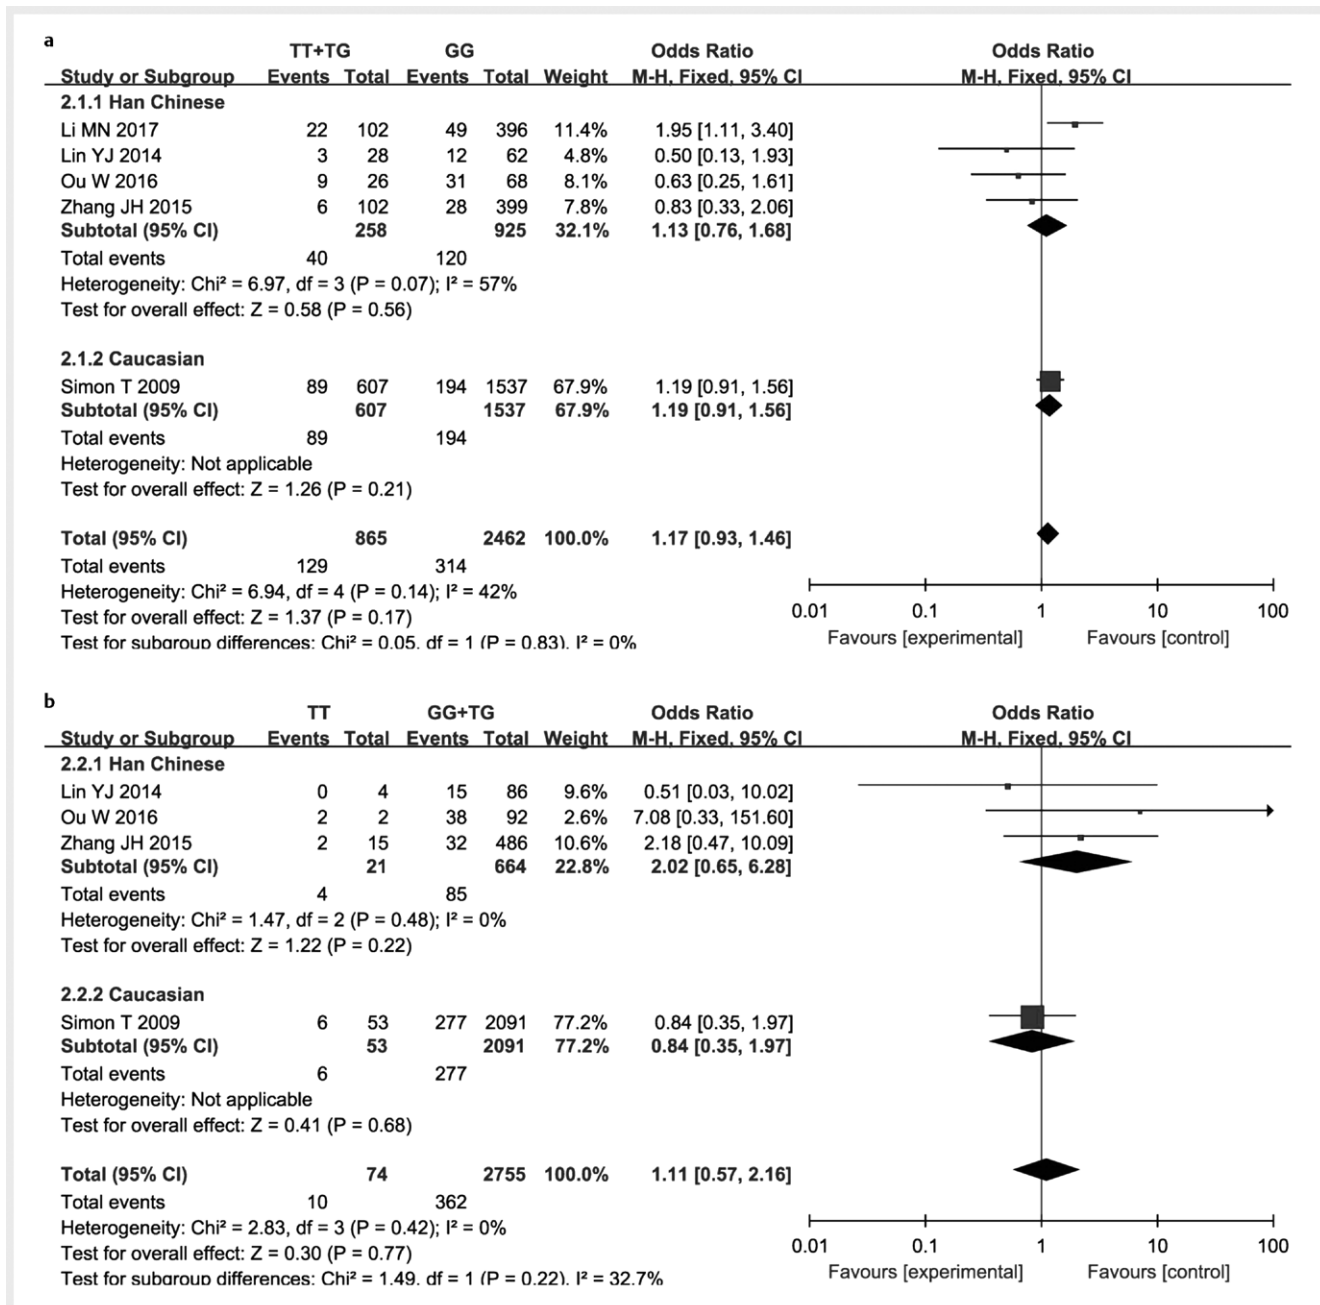 a
TT+TG GG Odds Ratio Odds Ratio
Study or Subgroup Events Total Events Total Weight M-H, Fixed, 95% CI M-H, Fixed, 95% CI
2.1.1 Han Chinese
Li MN 2017 22 102 49 396 11.4% 1.95 [1.11, 3.40]
Lin YJ 2014 3 28 12 62 4.8% 0.50 [0.13, 1.93]
Ou W 2016 9 26 31 68 8.1% 0.63 [0.25, 1.61]
Zhang JH 2015 6 102 28 399 7.8% 0.83 [0.33, 2.06]
Subtotal (95% CI) 258 925 32.1% 1.13 [0.76, 1.68]
Total events 40 120
Heterogeneity: Chi² = 6.97, df = 3 (P = 0.07); I² = 57%
Test for overall effect: Z = 0.58 (P = 0.56)
2.1.2 Caucasian
Simon T 2009 89 607 194 1537 67.9% 1.19 [0.91, 1.56]
Subtotal (95% CI) 607 1537 67.9% 1.19 [0.91, 1.56]
Total events 89 194
Heterogeneity: Not applicable
Test for overall effect: Z = 1.26 (P = 0.21)
Total (95% CI) 865 2462 100.0% 1.17 [0.93, 1.46]
Total events 129 314
Heterogeneity: Chi² = 6.94, df = 4 (P = 0.14); I² = 42%
Test for overall effect: Z = 1.37 (P = 0.17)
Test for subgroup differences: Chi² = 0.05. df = 1 (P = 0.83). I² = 0%
0.01 0.1 1 10 100
Favours [experimental] Favours [control]
b
TT GG+TG Odds Ratio Odds Ratio
Study or Subgroup Events Total Events Total Weight M-H, Fixed, 95% CI M-H, Fixed, 95% CI
2.2.1 Han Chinese
Lin YJ 2014 0 4 15 86 9.6% 0.51 [0.03, 10.02]
Ou W 2016 2 2 38 92 2.6% 7.08 [0.33, 151.60]
Zhang JH 2015 2 15 32 486 10.6% 2.18 [0.47, 10.09]
Subtotal (95% CI) 21 664 22.8% 2.02 [0.65, 6.28]
Total events 4 85
Heterogeneity: Chi² = 1.47, df = 2 (P = 0.48); I² = 0%
Test for overall effect: Z = 1.22 (P = 0.22)
2.2.2 Caucasian
Simon T 2009 6 53 277 2091 77.2% 0.84 [0.35, 1.97]
Subtotal (95% CI) 53 2091 77.2% 0.84 [0.35, 1.97]
Total events 6 277
Heterogeneity: Not applicable
Test for overall effect: Z = 0.41 (P = 0.68)
Total (95% CI) 74 2755 100.0% 1.11 [0.57, 2.16]
Total events 10 362
Heterogeneity: Chi² = 2.83, df = 3 (P = 0.42); I² = 0%
Test for overall effect: Z = 0.30 (P = 0.77)
Test for subgroup differences: Chi² = 1.49. df = 1 (P = 0.22). I² = 32.7%
0.01 0.1 1 10 100
Favours [experimental] Favours [control]